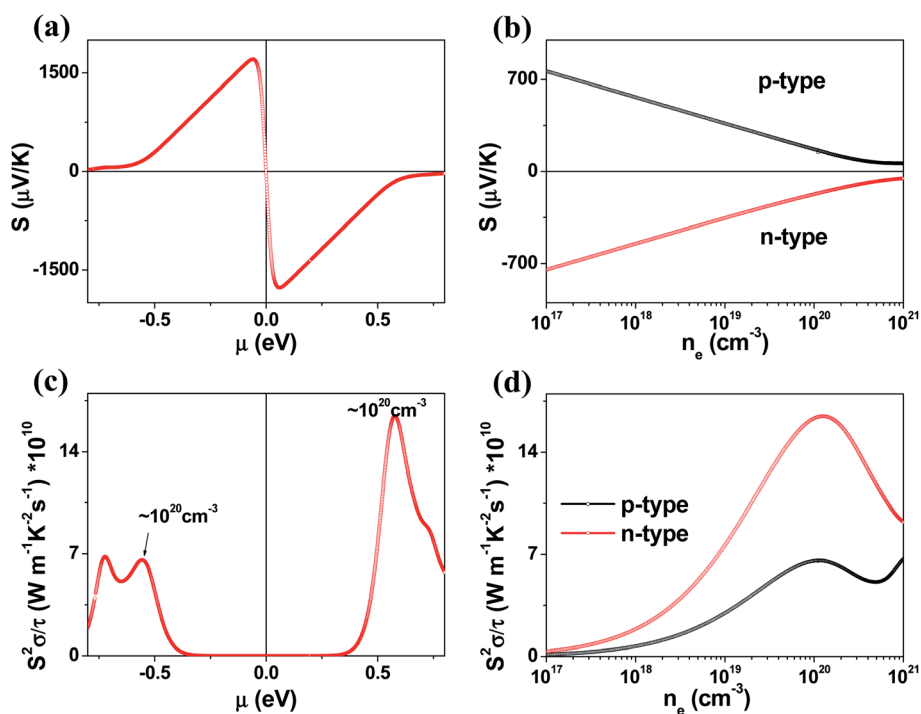 (a)
1500
0
-1500
S (μV/K)
-0.5
0.0
0.5
μ (eV)
(b)
700
0
-700
S (μV/K)
p-type
n-type
10^17
10^18
10^19
10^20
10^21
n_e (cm^-3)
(c)
14
7
0
S^2σ/τ (W m^-1K^-2s^-1) *10^10
~10^20cm^-3
~10^20cm^-3
-0.5
0.0
0.5
μ (eV)
(d)
14
7
0
S^2σ/τ (W m^-1K^-2s^-1) *10^10
p-type
n-type
10^17
10^18
10^19
10^20
10^21
n_e (cm^-3)